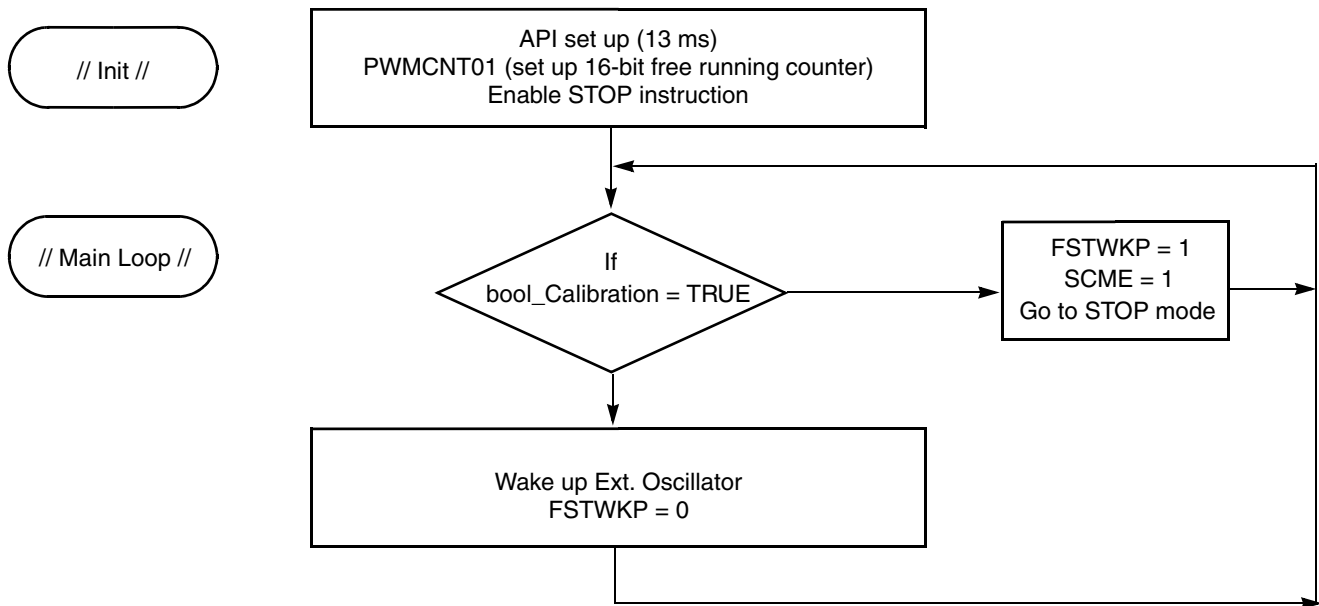 // Init //
API set up (13 ms)
PWMCNT01 (set up 16-bit free running counter)
Enable STOP instruction
// Main Loop //
If
bool_Calibration = TRUE
FSTWKP = 1
SCME = 1
Go to STOP mode
Wake up Ext. Oscillator
FSTWKP = 0